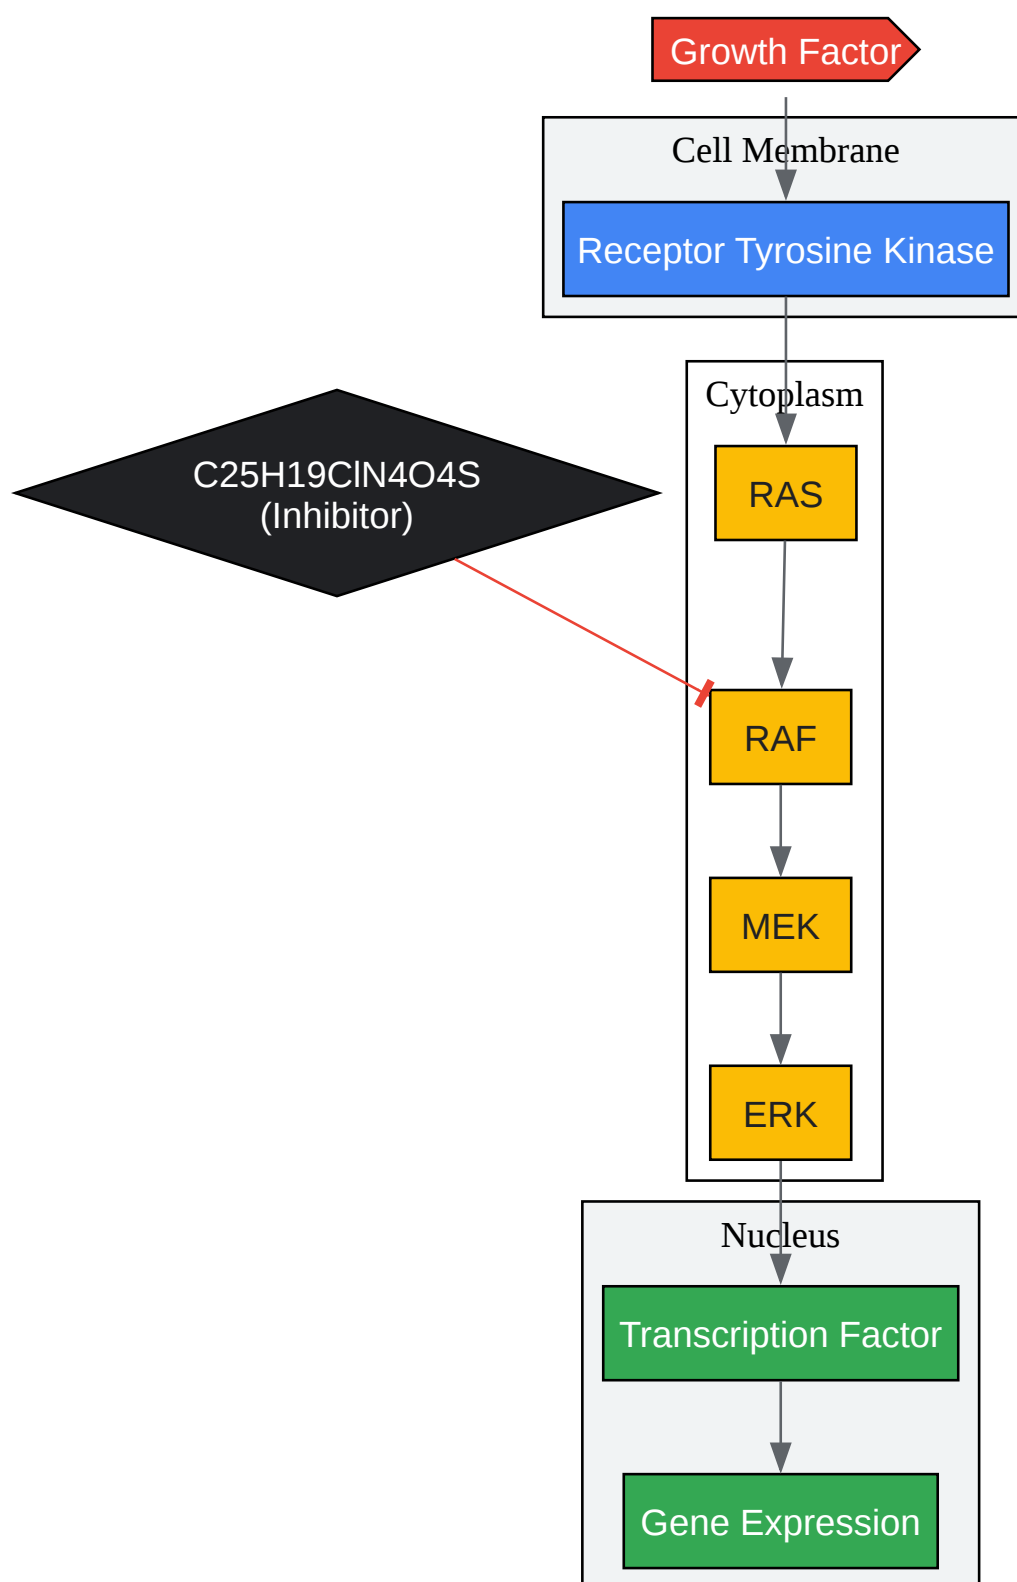 Growth Factor
Cell Membrane
Receptor Tyrosine Kinase
Cytoplasm
C25H19ClN4O4S
(Inhibitor)
RAS
RAF
MEK
ERK
Nucleus
Transcription Factor
Gene Expression